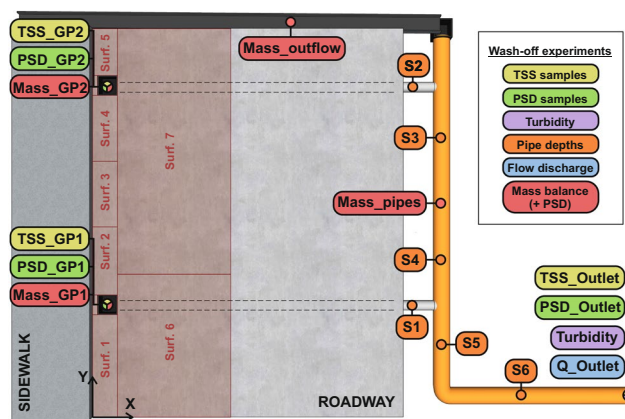 TSS_GP2
PSD_GP2
Mass_GP2
Surf. 5
Mass_outflow
S2
Surf. 4
Surf. 7
S3
Surf. 3
Mass_pipes
TSS_GP1
PSD_GP1
Mass_GP1
Surf. 2
S4
S1
Surf. 1
Surf. 6
S5
S6
SIDEWALK
Y
X
ROADWAY
Wash-off experiments
TSS samples
PSD samples
Turbidity
Pipe depths
Flow discharge
Mass balance
(+ PSD)
TSS_Outlet
PSD_Outlet
Turbidity
Q_Outlet